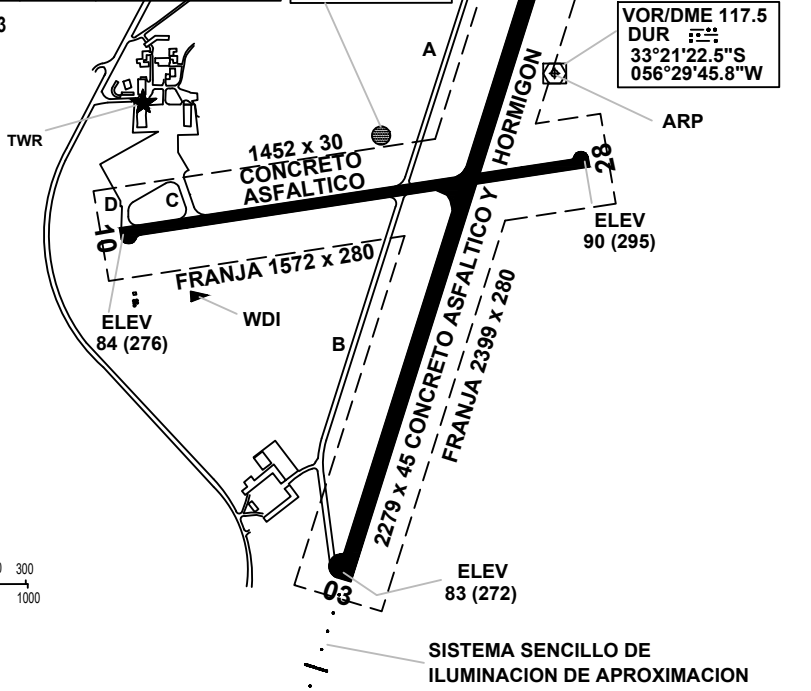 3
VOR/DME 117.5
DUR
33°21'22.5"S
056°29'45.8"W
A
ARP
TWR
1452 x 30
CONCRETO
ASFALTICO
28
D
C
10
ELEV
90 (295)
FRANJA 1572 x 280
WDI
ELEV
84 (276)
B
2279 x 45 CONCRETO ASFALTICO Y HORMIGON
FRANJA 2399 x 280
300
1000
ELEV
83 (272)
03
SISTEMA SENCILLO DE
ILUMINACION DE APROXIMACION